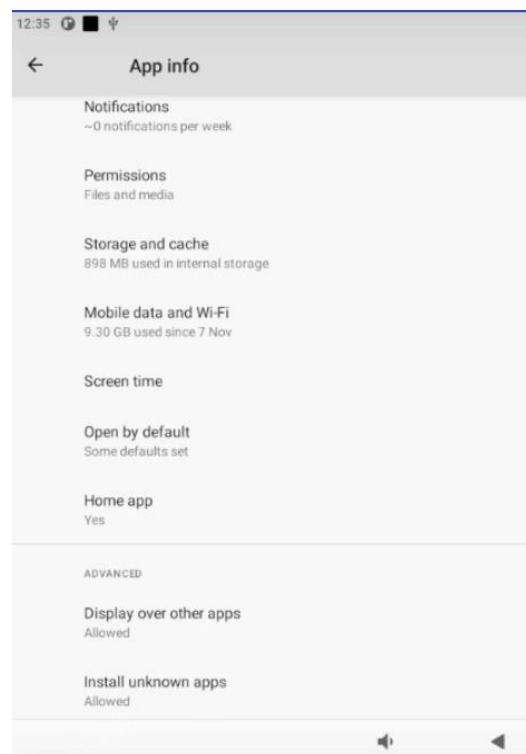 12:35
App info
Notifications
~0 notifications per week
Permissions
Files and media
Storage and cache
898 MB used in internal storage
Mobile data and Wi-Fi
9.30 GB used since 7 Nov
Screen time
Open by default
Some defaults set
Home app
Yes
ADVANCED
Display over other apps
Allowed
Install unknown apps
Allowed